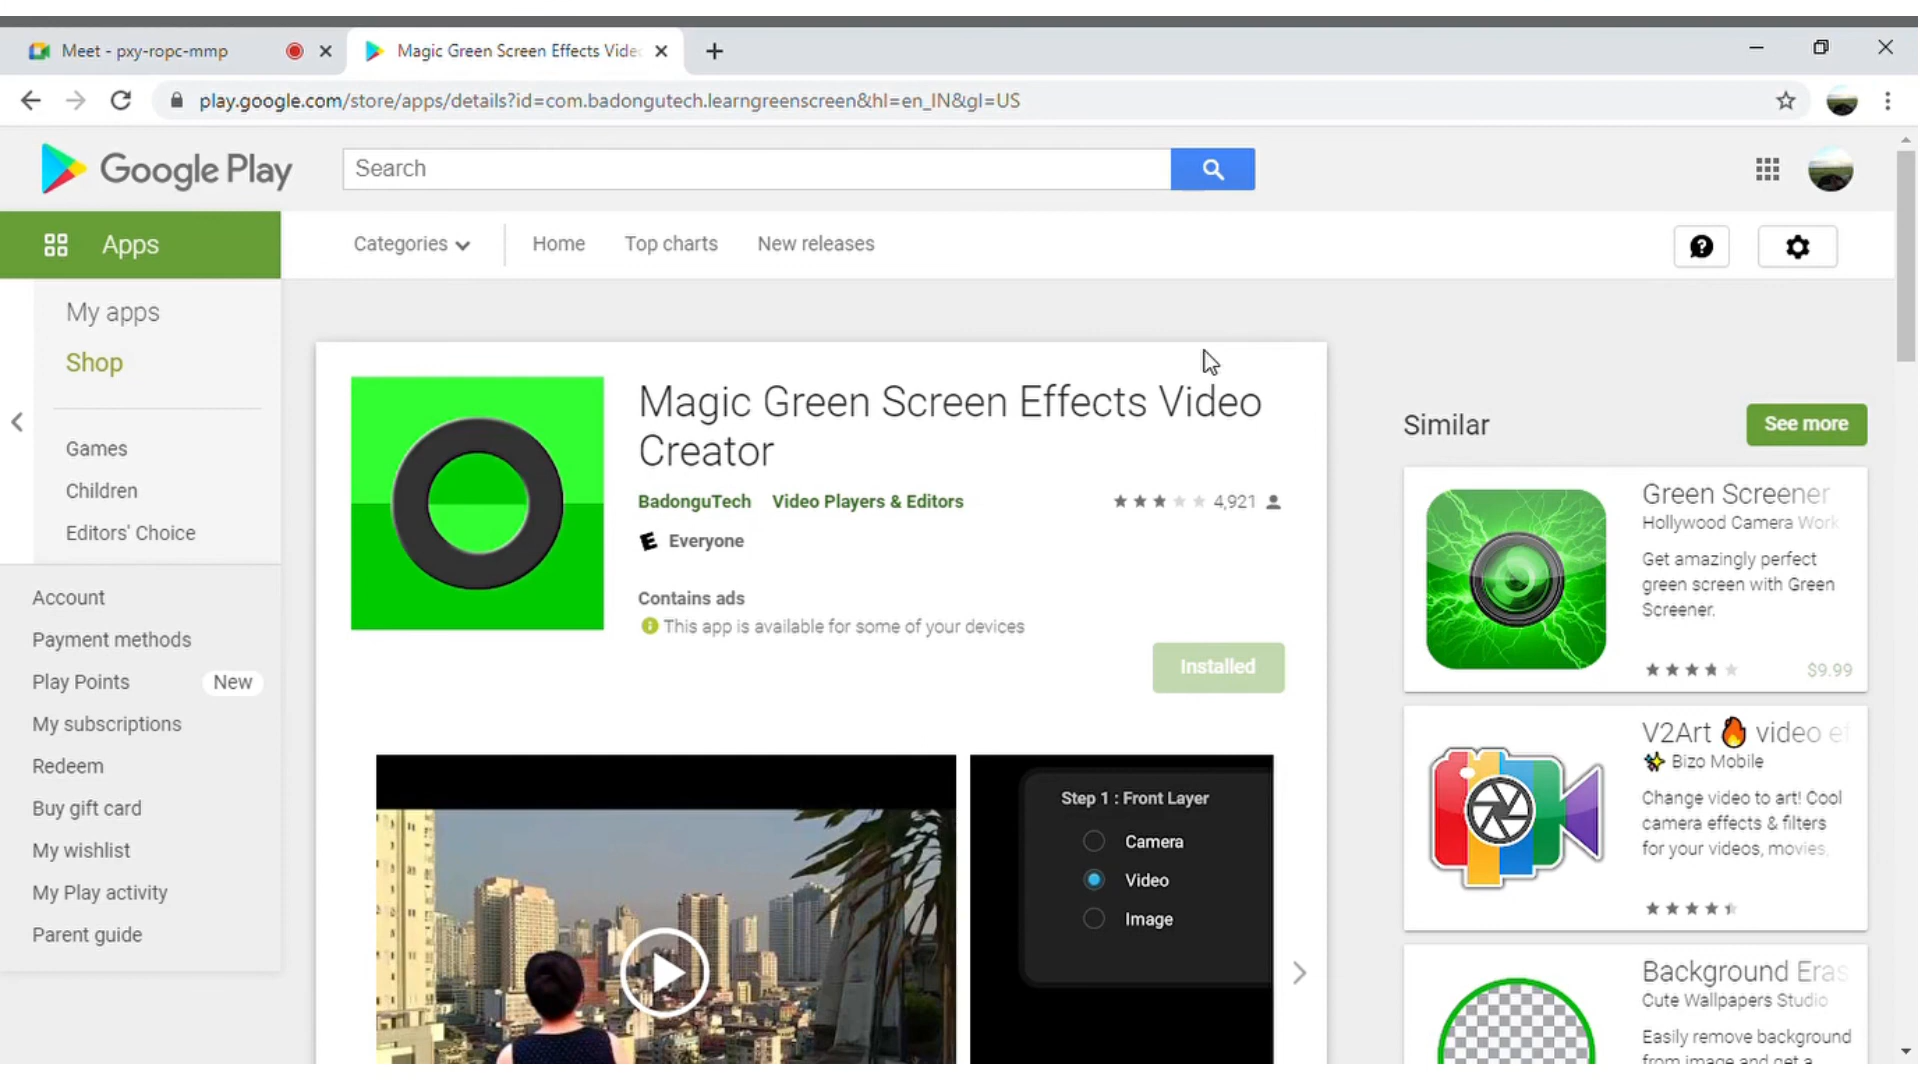 Meet - pxy-ropc-mmp
Magic Green Screen Effects Vide
play.google.com/store/apps/details?id=com.badongutech.learngreenscreen&hl=en_IN&gl=US
Google Play
Search
Apps
Categories
Home
Top charts
New releases
My apps
Shop
Games
Children
Editors' Choice
Account
Payment methods
Play Points New
My subscriptions
Redeem
Buy gift card
My wishlist
My Play activity
Parent guide
Magic Green Screen Effects Video
Creator
BadonguTech Video Players & Editors
4,921
E Everyone
Contains ads
This app is available for some of your devices
Installed
Step 1 : Front Layer
Camera
Video
Image
Similar
See more
Green Screener
Hollywood Camera Work
Get amazingly perfect
green screen with Green
Screener.
$9.99
V2Art 🔥 video ef
✨ Bizo Mobile
Change video to art! Cool
camera effects & filters
for your videos, movies,
Background Eras
Cute Wallpapers Studio
Easily remove background
from image and get a